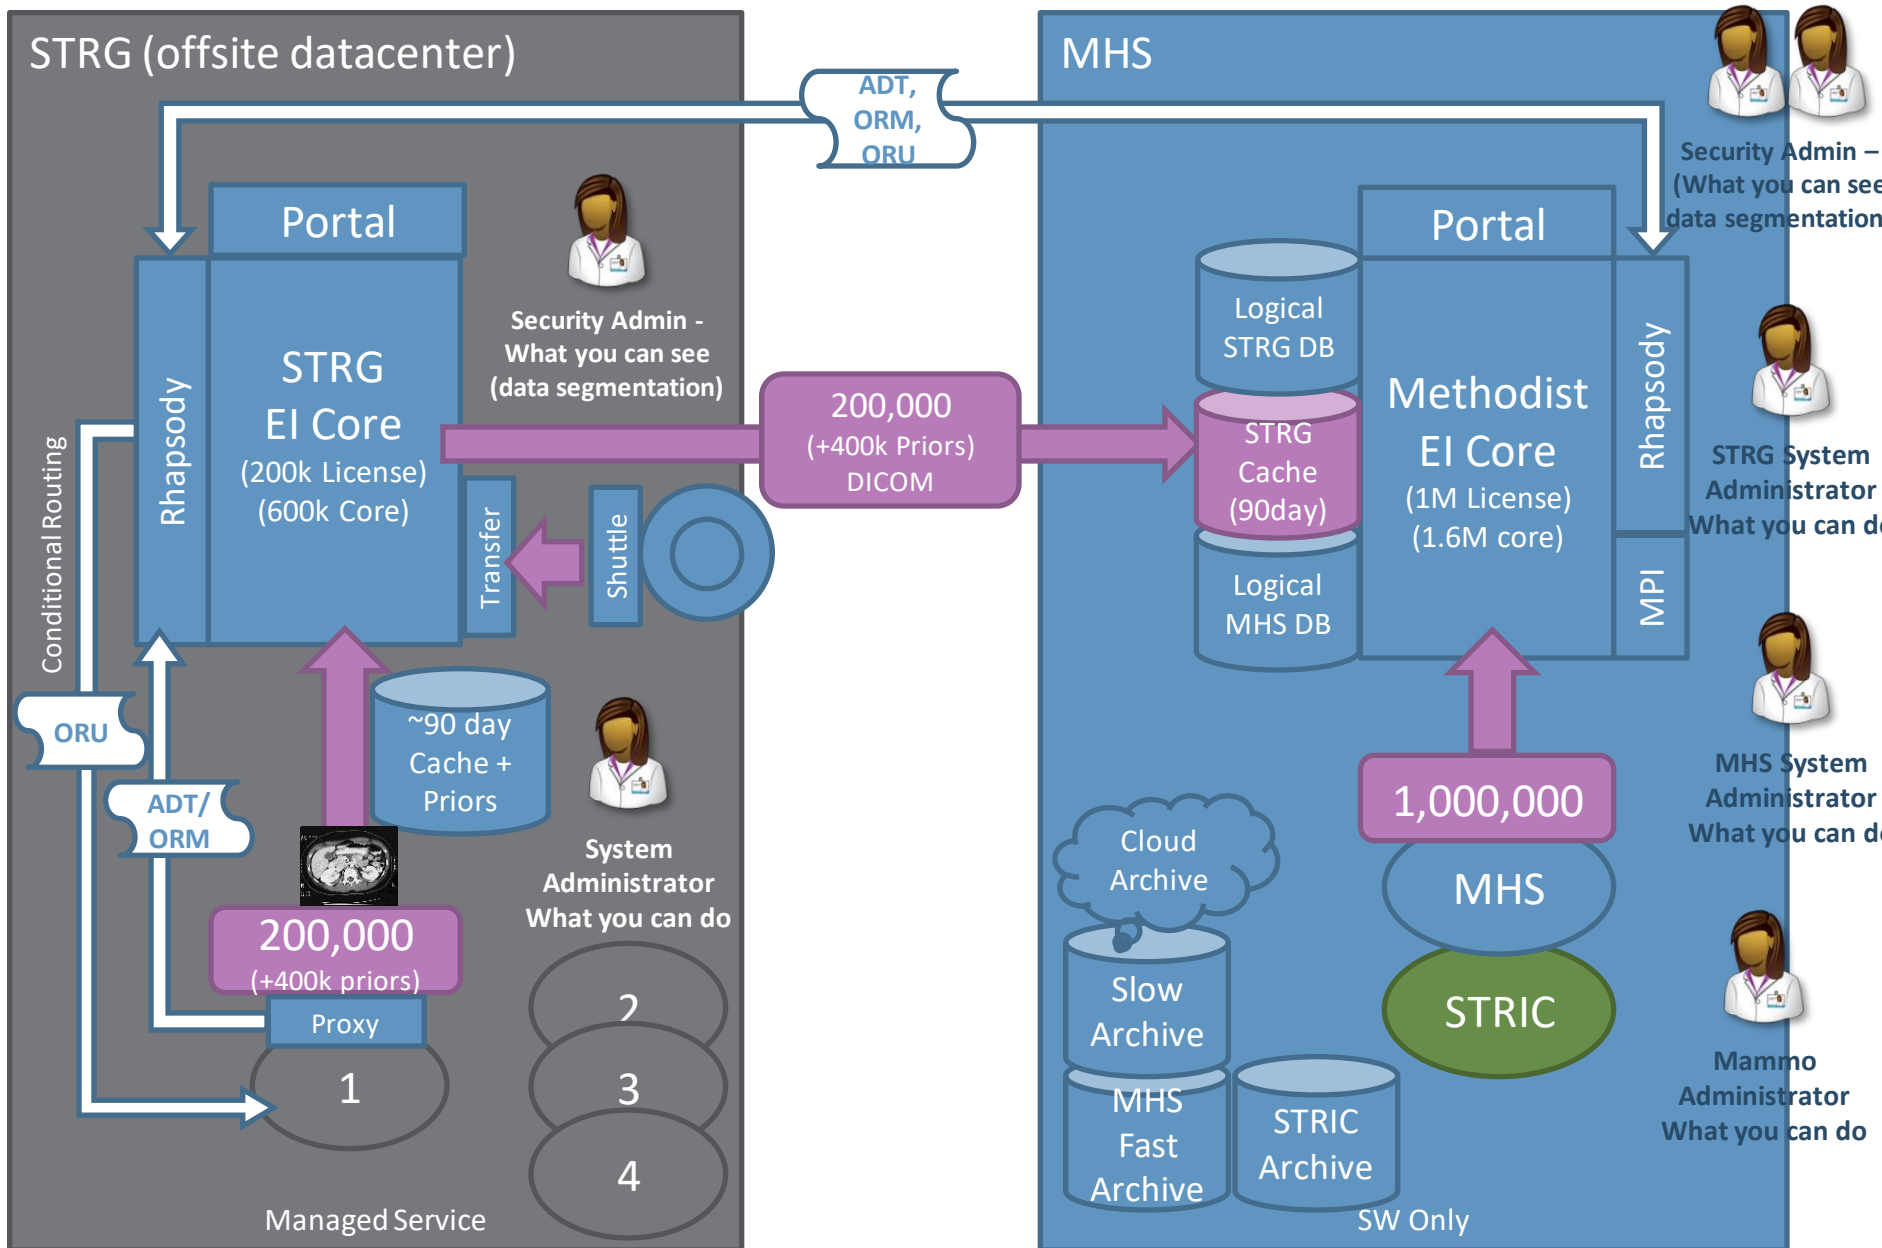 STRG (offsite datacenter)
MHS
ADT,
ORM,
ORU
Security Admin –
(What you can see
data segmentation
Portal
Portal
Rhapsody
STRG
EI Core
(200k License)
(600k Core)
Security Admin -
What you can see
(data segmentation)
Logical
STRG DB
Methodist
EI Core
(1M License)
(1.6M core)
Rhapsody
MPI
200,000
(+400k Priors)
DICOM
STRG
Cache
(90day)
STRG System
Administrator
What you can do
Conditional Routing
Transfer
Shuttle
Logical
MHS DB
ORU
ADT/
ORM
~90 day
Cache +
Priors
System
Administrator
What you can do
MHS System
Administrator
What you can do
1,000,000
MHS
STRIC
Cloud
Archive
200,000
(+400k priors)
Proxy
1
2
3
4
Slow
Archive
MHS
Fast
Archive
STRIC
Archive
Mammo
Administrator
What you can do
Managed Service
SW Only